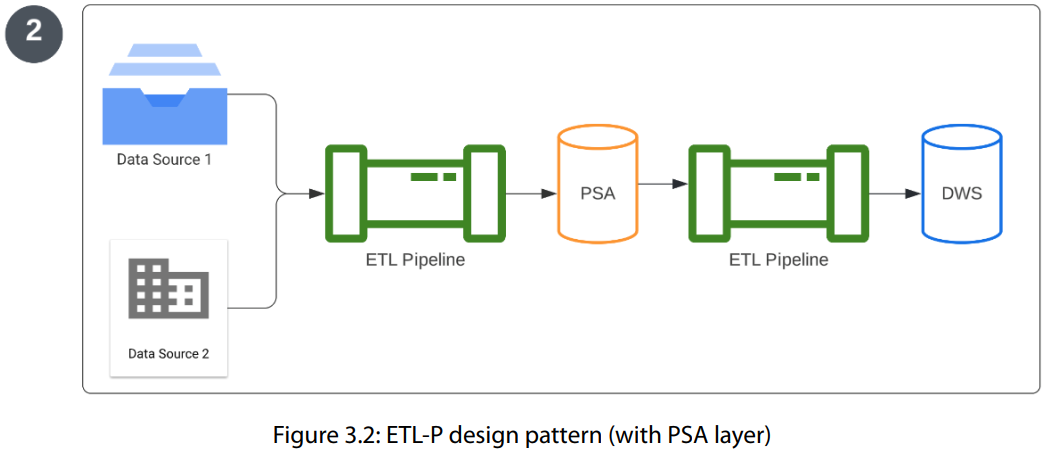 2
Data Source 1
Data Source 2
ETL Pipeline
PSA
ETL Pipeline
DWS
Figure 3.2: ETL-P design pattern (with PSA layer)